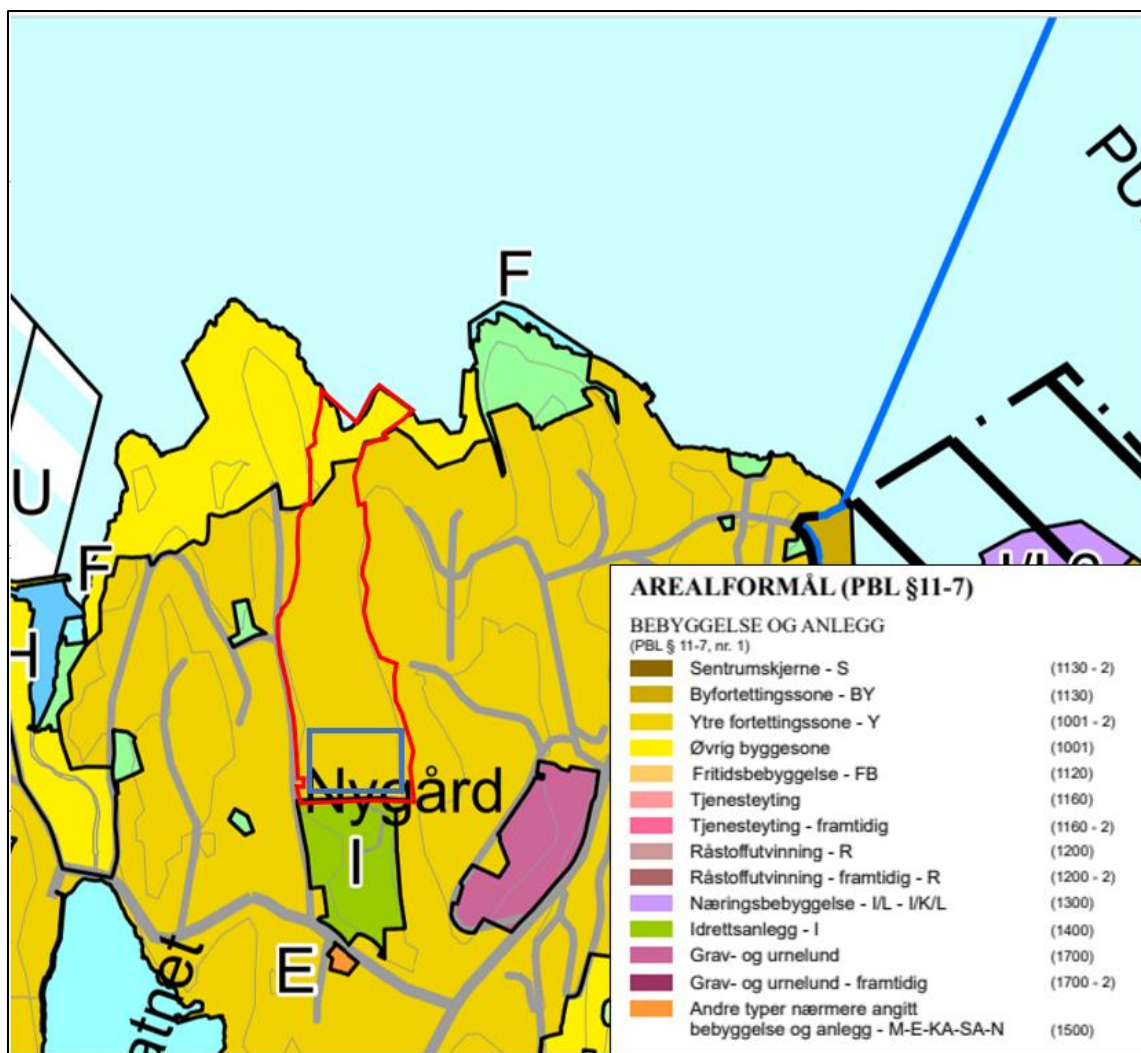 PU
F
U
F
H
Nygård
I
E
atnet
AREALFORMÅL (PBL §11-7)
BEBYGGELSE OG ANLEGG
(PBL § 11-7, nr. 1)
Sentrumskjerne - S (1130 - 2)
Byfortettingssone - BY (1130)
Ytre fortettingssone - Y (1001 - 2)
Øvrig byggesone (1001)
Fritidsbebyggelse - FB (1120)
Tjenesteyting (1160)
Tjenesteyting - framtidig (1160 - 2)
Råstoffutvinning - R (1200)
Råstoffutvinning - framtidig - R (1200 - 2)
Næringsbebyggelse - I/L - I/K/L (1300)
Idrettsanlegg - I (1400)
Grav- og urnelund (1700)
Grav- og urnelund - framtidig (1700 - 2)
Andre typer nærmere angitt
bebyggelse og anlegg - M-E-KA-SA-N (1500)